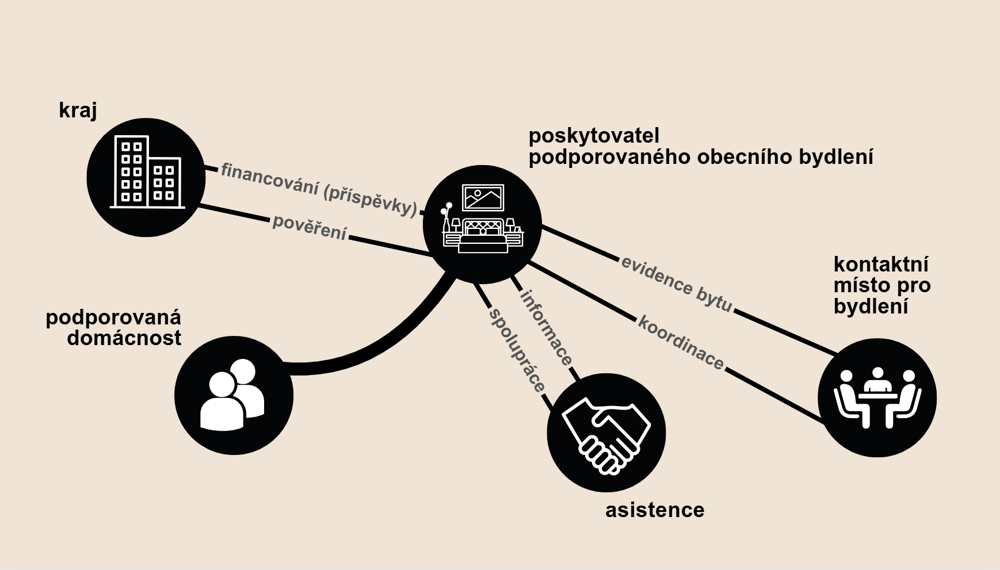 kraj
poskytovatel
podporovaného obecního bydlení
financování (příspěvky)
pověření
evidence bytu
kontaktní
místo pro
bydlení
koordinace
informace
spolupráce
podporovaná
domácnost
asistence